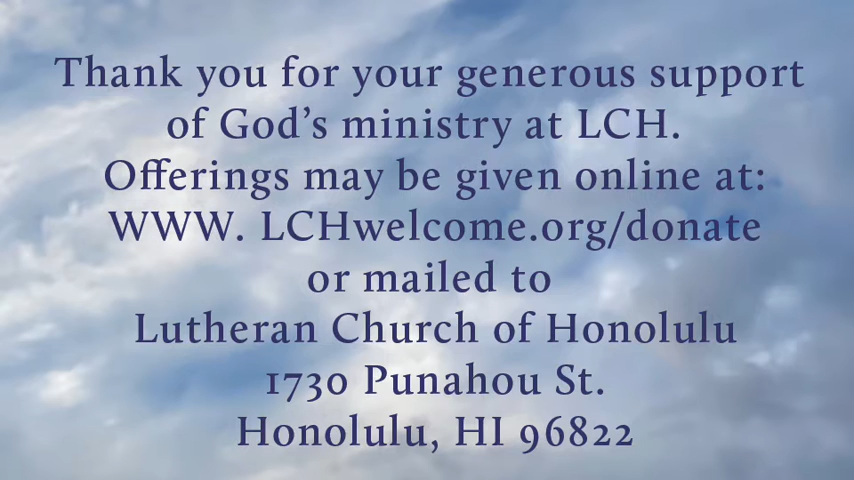 Thank you for your generous support
of God’s ministry at LCH.
Offerings may be given online at:
WWW. LCHwelcome.org/donate
or mailed to
Lutheran Church of Honolulu
1730 Punahou St.
Honolulu, HI 96822